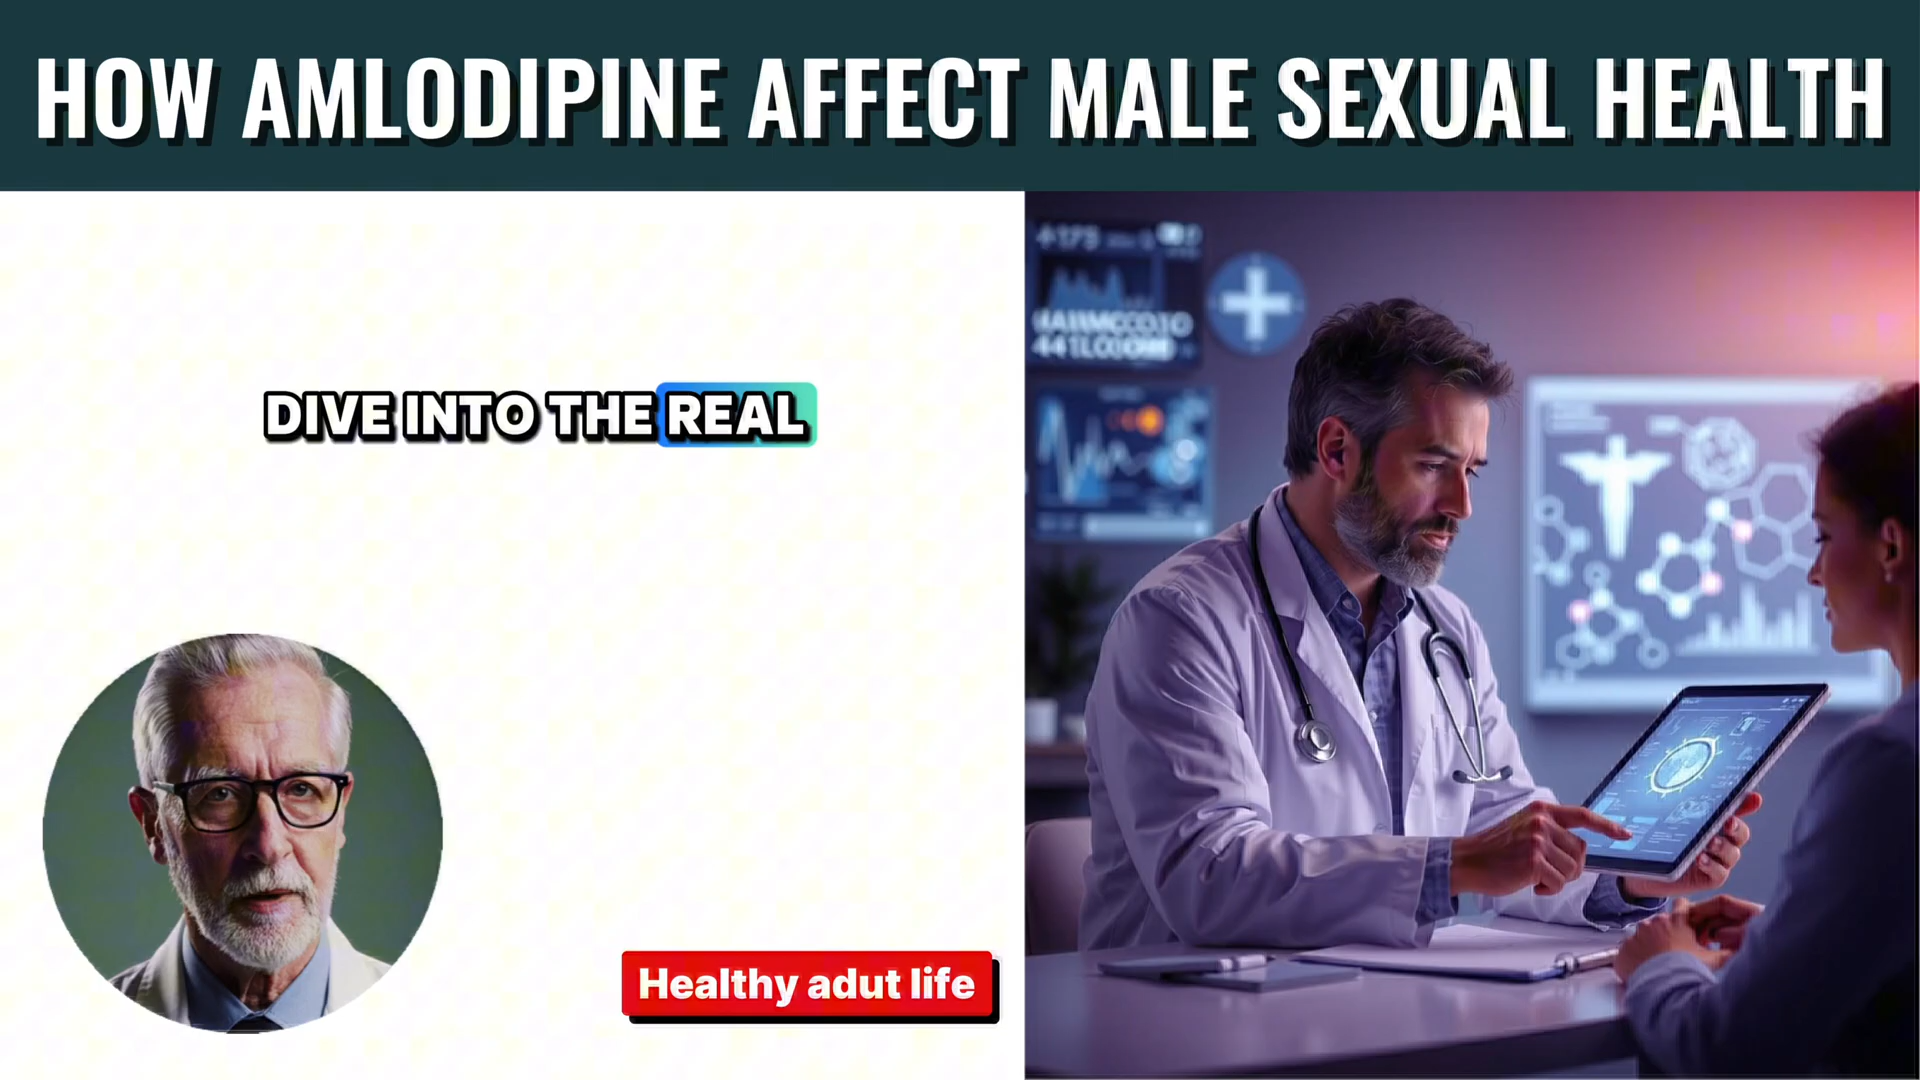 HOW AMLODIPINE AFFECT MALE SEXUAL HEALTH
DIVE INTO THE REAL
Healthy adut life